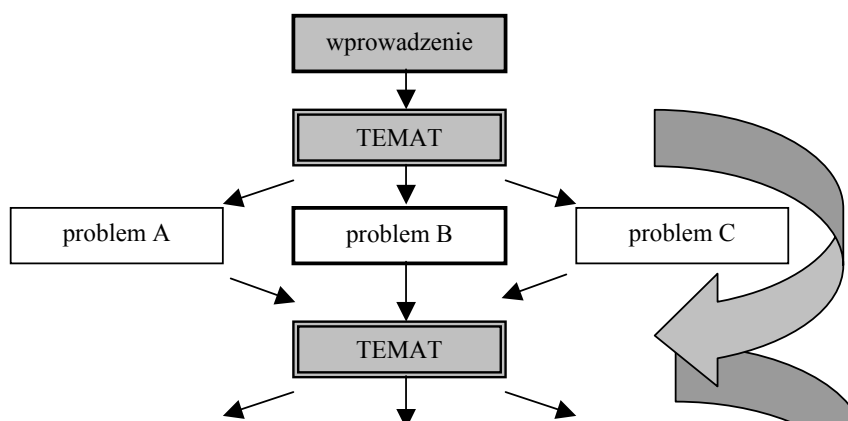 wprowadzenie
TEMAT
problem A
problem B
problem C
TEMAT